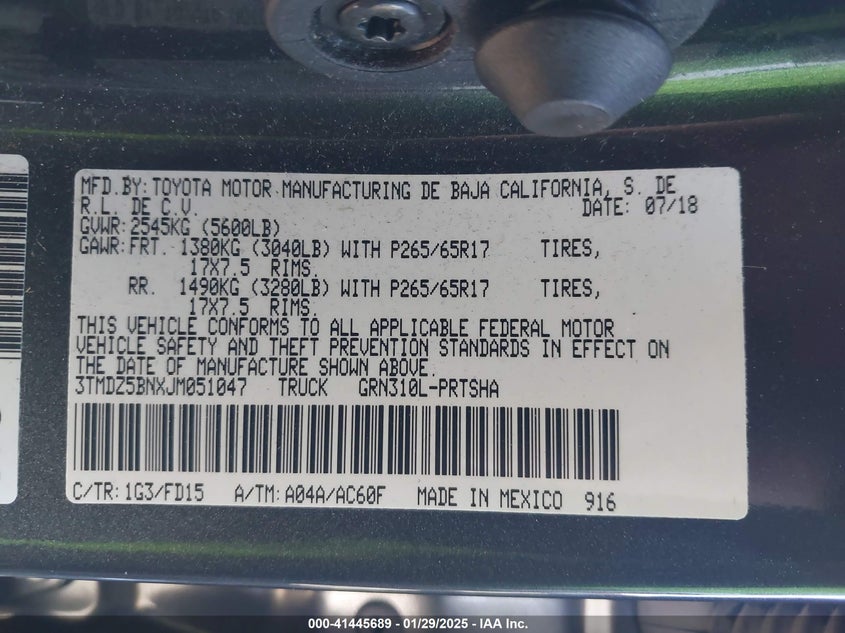 MFD.BY: TOYOTA MOTOR MANUFACTURING DE BAJA CALIFORNIA, S. DE
R.L. DE C.V. DATE: 07/18
GVWR: 2545KG (5600LB)
GAWR: FRT. 1380KG (3040LB) WITH P265/65R17 TIRES,
17X7.5 RIMS.
RR. 1490KG (3280LB) WITH P265/65R17 TIRES,
17X7.5 RIMS.
THIS VEHICLE CONFORMS TO ALL APPLICABLE FEDERAL MOTOR
VEHICLE SAFETY AND THEFT PREVENTION STANDARDS IN EFFECT ON
THE DATE OF MANUFACTURE SHOWN ABOVE.
3TMDZ5BNXJM051047 TRUCK GRN310L-PRTSHA
C/TR: 1G3/FD15 A/TM: A04A/AC60F MADE IN MEXICO 916
000-41445689 - 01/29/2025 - IAA Inc.